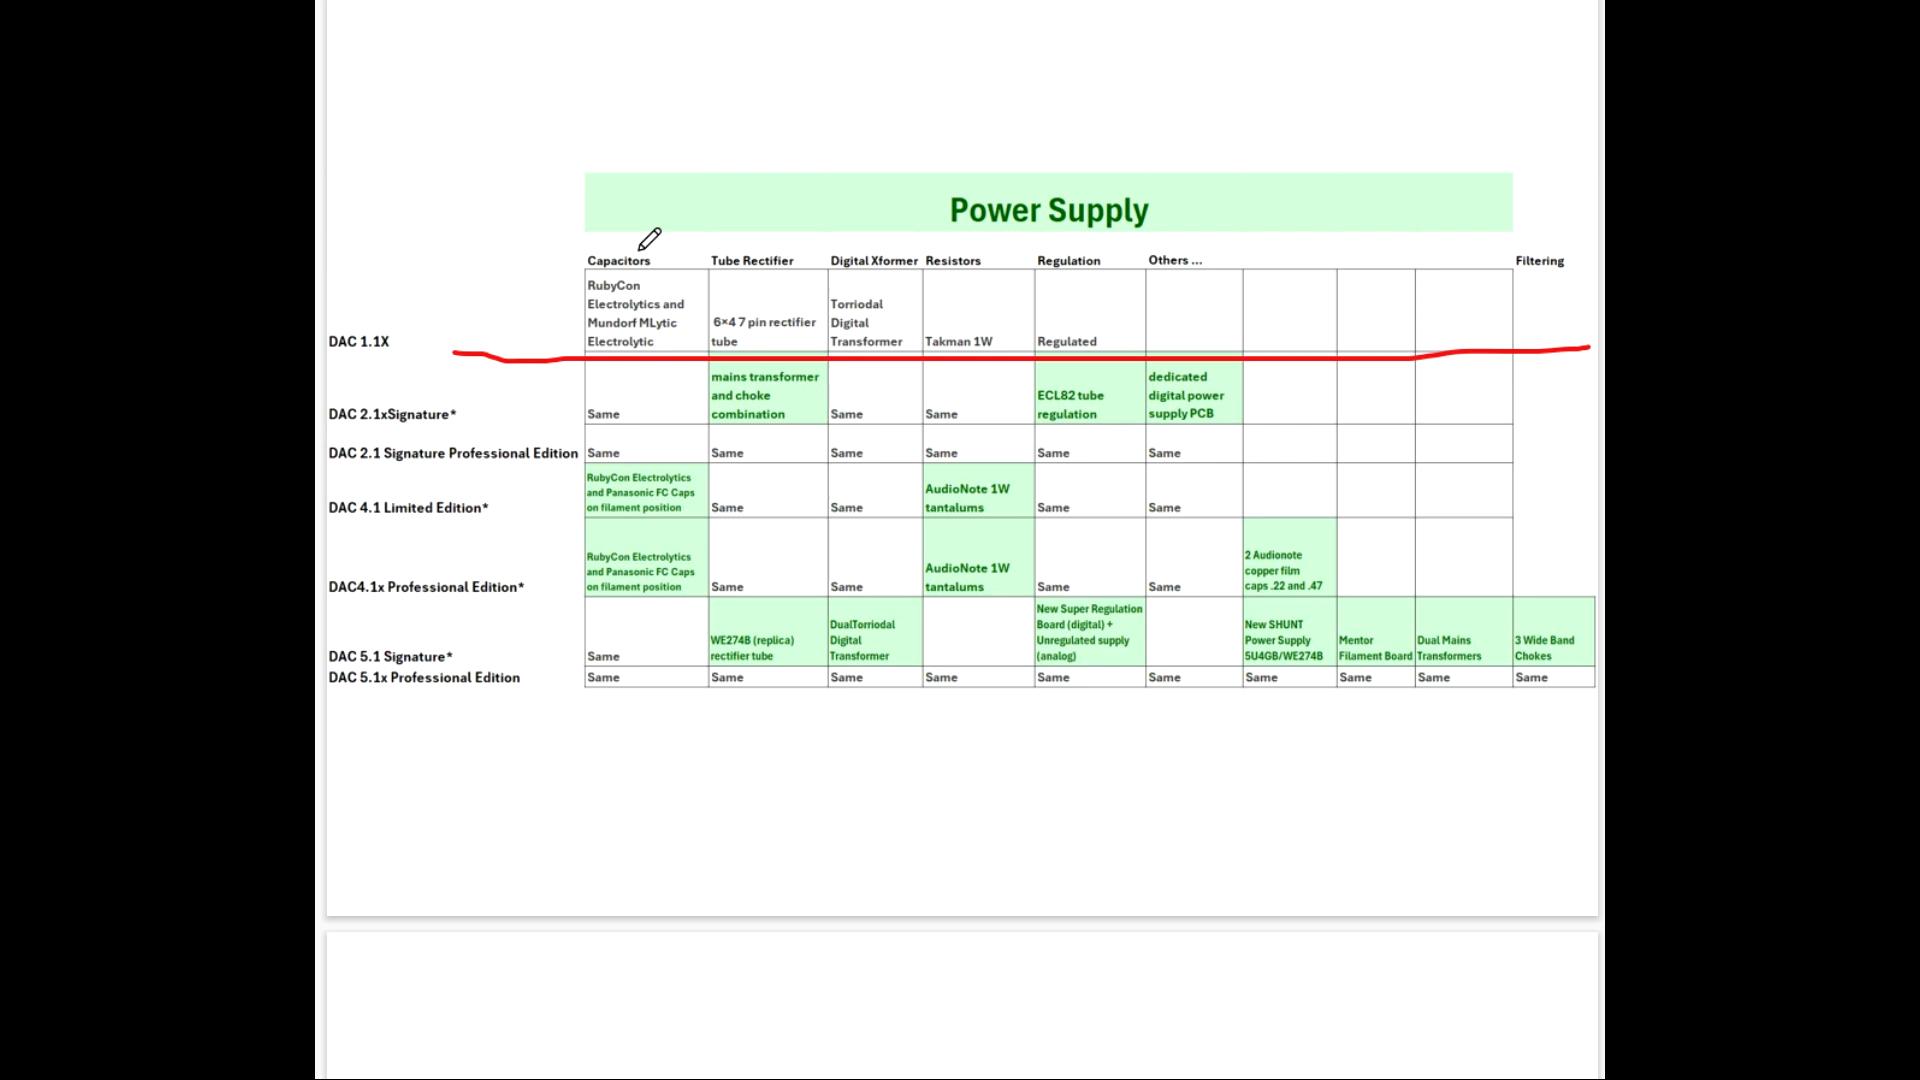 Power Supply
Capacitors Tube Rectifier Digital Xformer Resistors Regulation Others ... Filtering
RubyCon
Electrolytics and Torriodal
Mundorf MLytic 6×4 7 pin rectifier Digital
DAC 1.1X Electrolytic tube Transformer Takman 1W Regulated
mains transformer dedicated
and choke ECL82 tube digital power
DAC 2.1xSignature* Same combination Same Same regulation supply PCB
DAC 2.1 Signature Professional Edition Same Same Same Same Same Same
RubyCon Electrolytics
and Panasonic FC Caps AudioNote 1W
DAC 4.1 Limited Edition* on filament position Same Same tantalums Same Same
2 Audionote
RubyCon Electrolytics copper film
and Panasonic FC Caps AudioNote 1W
DAC4.1x Professional Edition* on filament position Same Same tantalums Same Same caps .22 and .47
New Super Regulation
DualTorriodal Board (digital) + New SHUNT
WE274B (replica) Digital Unregulated supply Power Supply Mentor Dual Mains 3 Wide Band
DAC 5.1 Signature* Same rectifier tube Transformer (analog) 5U4GB/WE274B Filament Board Transformers Chokes
DAC 5.1x Professional Edition Same Same Same Same Same Same Same Same Same Same